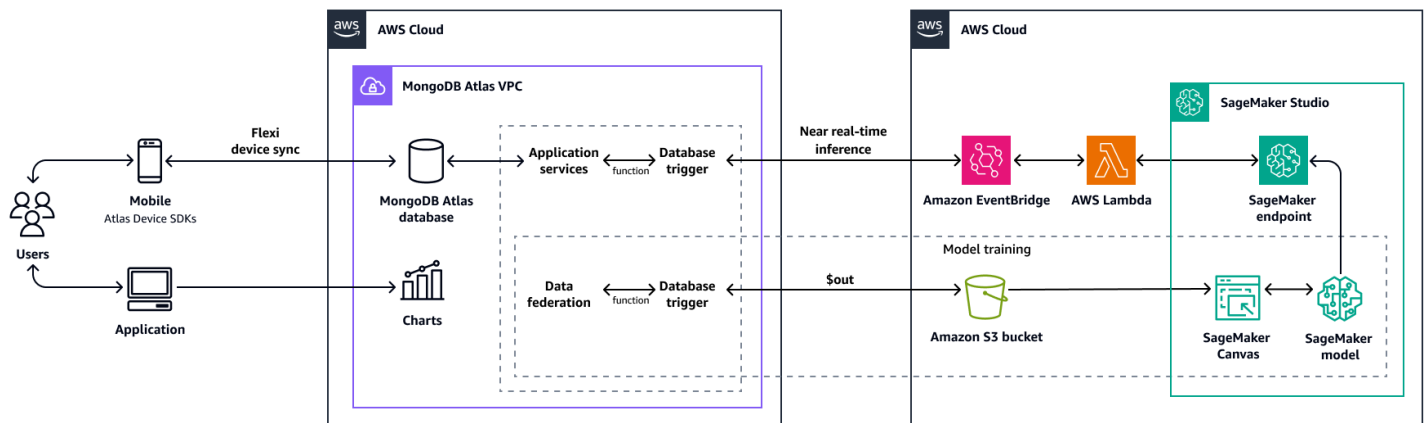 aws
AWS Cloud
MongoDB Atlas VPC
Flexi
device sync
Mobile
Atlas Device SDKs
Users
Application
MongoDB Atlas
database
Charts
Application
services
function
Database
trigger
Data
federation
function
Database
trigger
Near real-time
inference
Model training
$out
aws
AWS Cloud
SageMaker Studio
Amazon EventBridge
AWS Lambda
SageMaker
endpoint
Amazon S3 bucket
SageMaker
Canvas
SageMaker
model